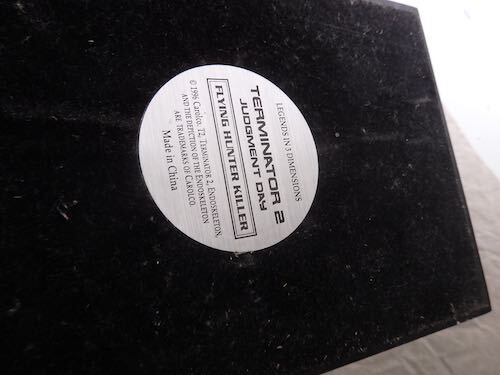 LEGENDS IN 3 DIMENSIONS
TERMINATOR 2
JUDGMENT DAY
FLYING HUNTER KILLER
© 1996 Carolco. T2, TERMINATOR 2, ENDOSKELETON,
AND THE DEPICTION OF THE ENDOSKELETON
ARE TRADEMARKS OF CAROLCO.
Made in China